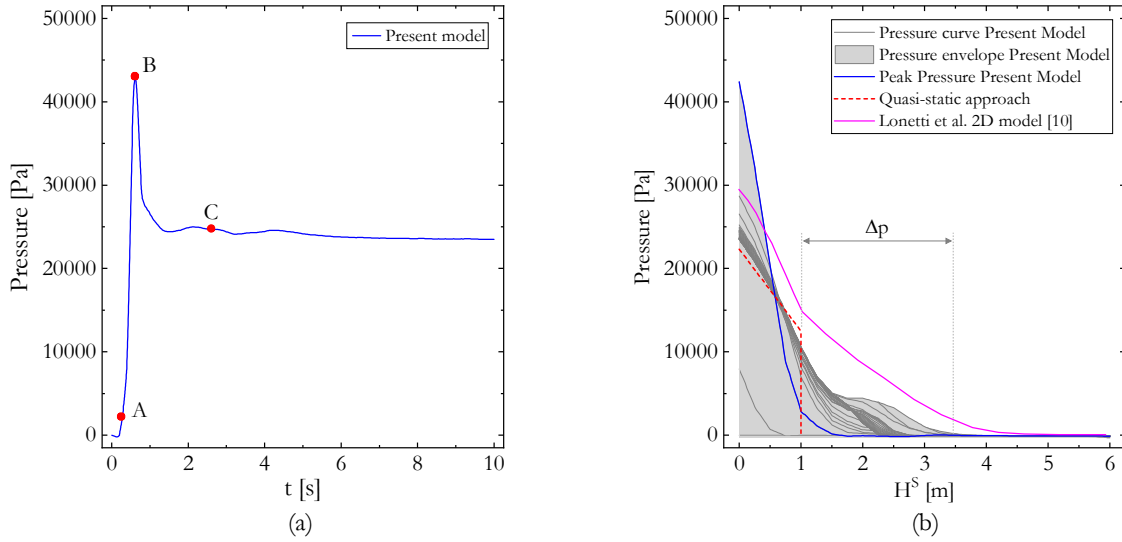 50000
40000
30000
20000
10000
0
Pressure [Pa]
0
2
4
6
8
10
t [s]
Present model
A
B
C
(a)
50000
40000
30000
20000
10000
0
Pressure [Pa]
0
1
2
3
4
5
6
H^S [m]
Pressure curve Present Model
Pressure envelope Present Model
Peak Pressure Present Model
Quasi-static approach
Lonetti et al. 2D model [10]
Δp
(b)